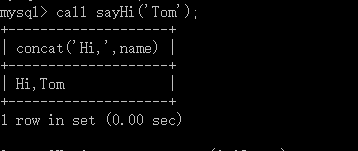 mysql> call sayHi('Tom');
+--------------------+
| concat('Hi,',name) |
+--------------------+
| Hi,Tom             |
+--------------------+
1 row in set (0.00 sec)